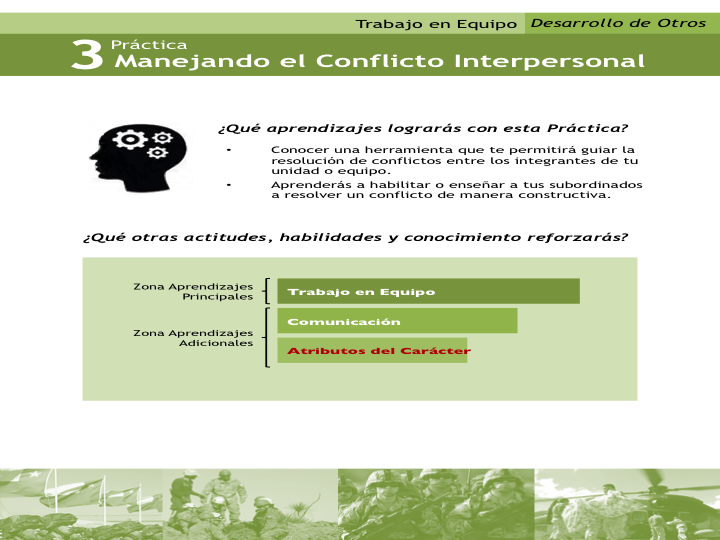 Trabajo en Equipo Desarrollo de Otros
3 Práctica
Manejando el Conflicto Interpersonal
¿Qué aprendizajes lograrás con esta Práctica?
• Conocer una herramienta que te permitirá guiar la
resolución de conflictos entre los integrantes de tu
unidad o equipo.
• Aprenderás a habilitar o enseñar a tus subordinados
a resolver un conflicto de manera constructiva.
¿Qué otras actitudes, habilidades y conocimiento reforzarás?
Zona Aprendizajes
Principales
Trabajo en Equipo
Comunicación
Zona Aprendizajes
Adicionales
Atributos del Carácter